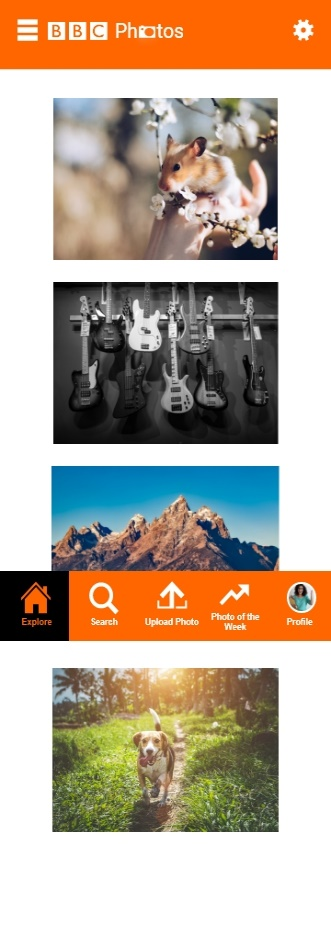 BBC Photos
Explore
Search
Upload Photo
Photo of the
Week
Profile